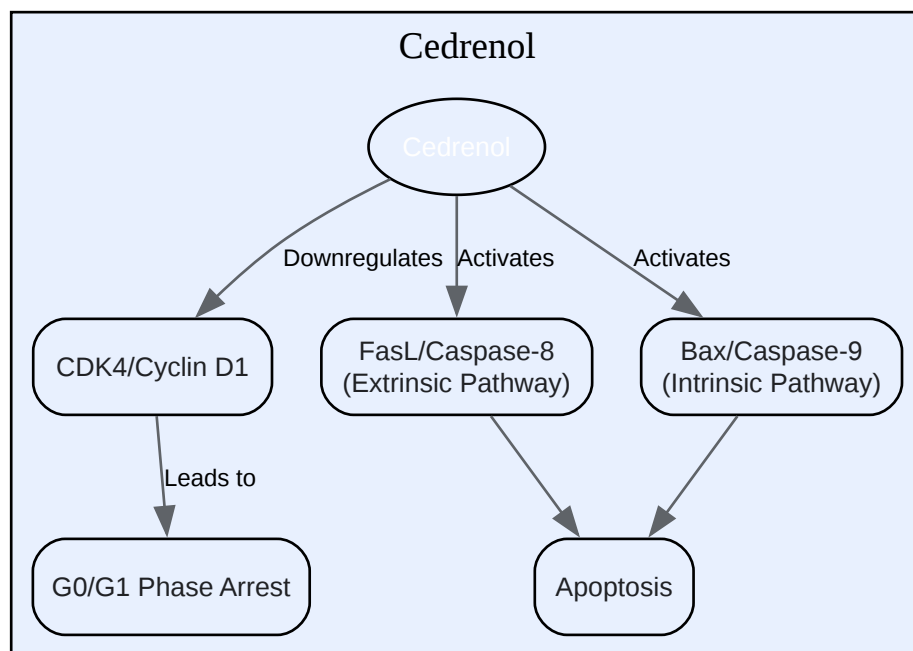 Cedrenol
Cedrenol
Downregulates
Activates
Activates
CDK4/Cyclin D1
FasL/Caspase-8
(Extrinsic Pathway)
Bax/Caspase-9
(Intrinsic Pathway)
Leads to
G0/G1 Phase Arrest
Apoptosis